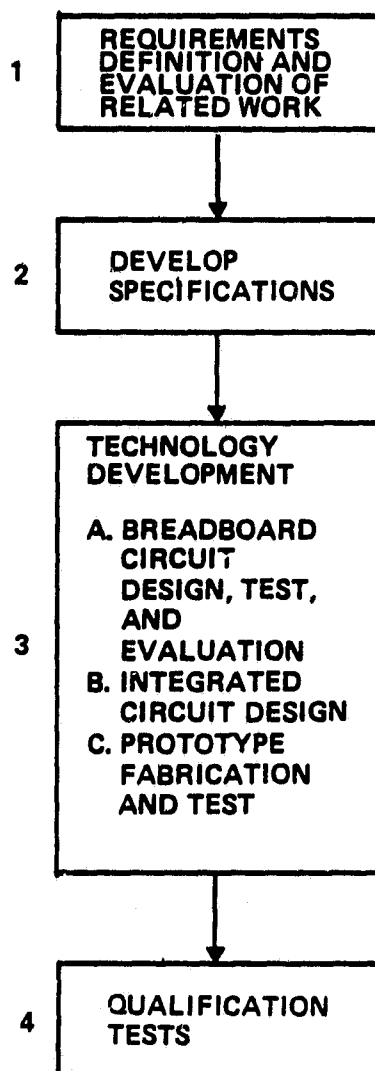 1
REQUIREMENTS
DEFINITION AND
EVALUATION OF
RELATED WORK
2
DEVELOP
SPECIFICATIONS
3
TECHNOLOGY
DEVELOPMENT
A. BREADBOARD
CIRCUIT
DESIGN, TEST,
AND
EVALUATION
B. INTEGRATED
CIRCUIT DESIGN
C. PROTOTYPE
FABRICATION
AND TEST
4
QUALIFICATION
TESTS